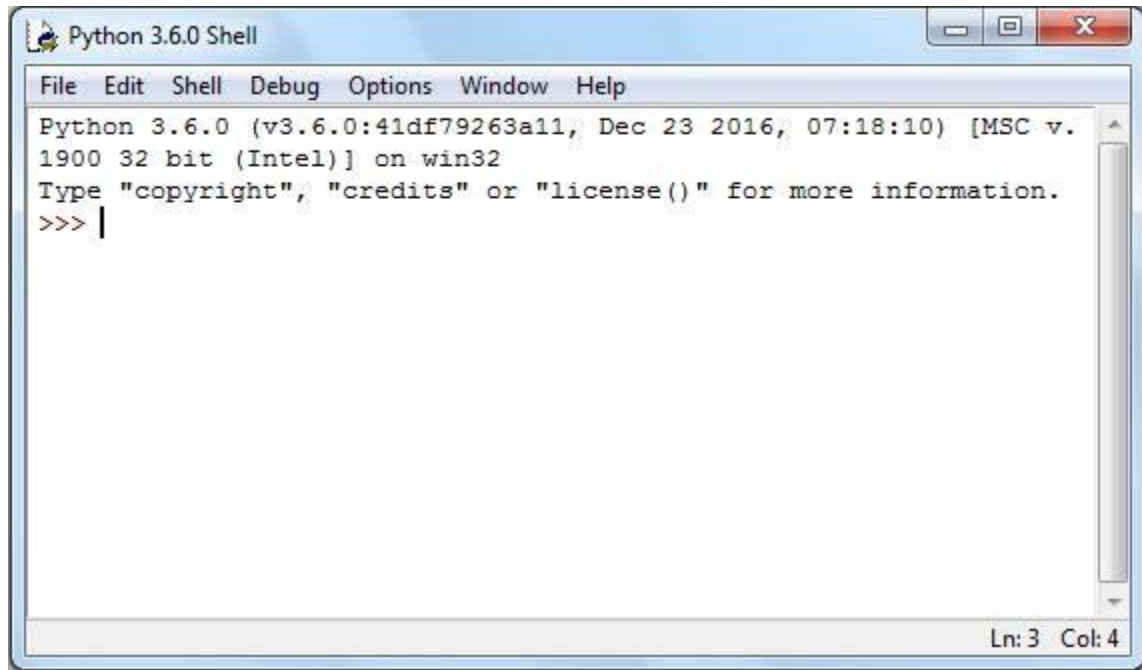 Python 3.6.0 Shell
File Edit Shell Debug Options Window Help
Python 3.6.0 (v3.6.0:41df79263a11, Dec 23 2016, 07:18:10) [MSC v.
1900 32 bit (Intel)] on win32
Type "copyright", "credits" or "license()" for more information.
>>>
Ln: 3 Col: 4